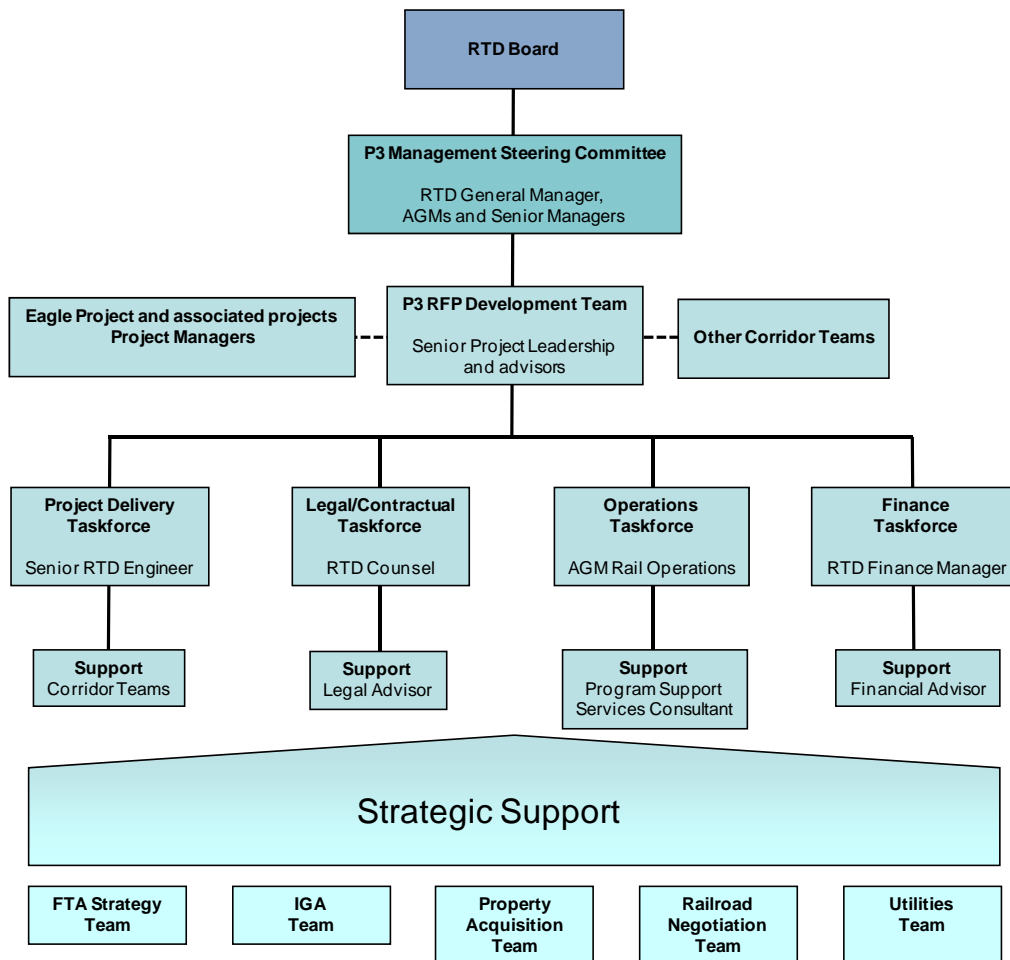 RTD Board
P3 Management Steering Committee
RTD General Manager,
AGMs and Senior Managers
Eagle Project and associated projects
Project Managers
P3 RFP Development Team
Senior Project Leadership
and advisors
Other Corridor Teams
Project Delivery
Taskforce
Senior RTD Engineer
Legal/Contractual
Taskforce
RTD Counsel
Operations
Taskforce
AGM Rail Operations
Finance
Taskforce
RTD Finance Manager
Support
Corridor Teams
Support
Legal Advisor
Support
Program Support
Services Consultant
Support
Financial Advisor
Strategic Support
FTA Strategy
Team
IGA
Team
Property
Acquisition
Team
Railroad
Negotiation
Team
Utilities
Team